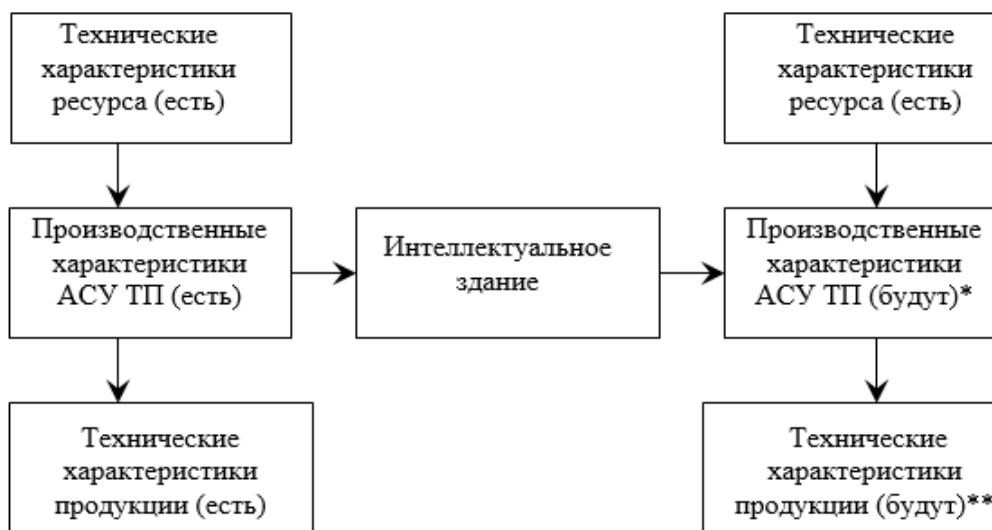 Технические
характеристики
ресурса (есть)
Технические
характеристики
ресурса (есть)
Производственные
характеристики
АСУ ТП (есть)
Интеллектуальное
здание
Производственные
характеристики
АСУ ТП (будут)*
Технические
характеристики
продукции (есть)
Технические
характеристики
продукции (будут)**